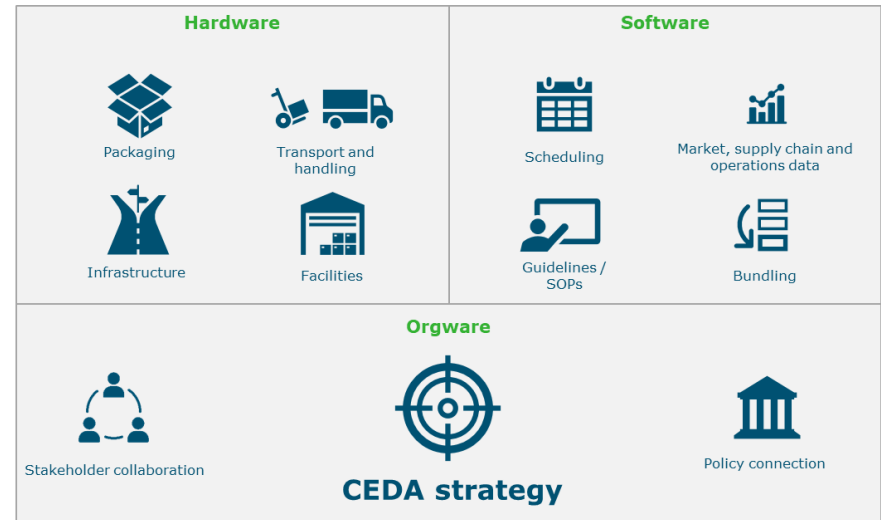 Hardware
Packaging
Transport and
handling
Infrastructure
Facilities
Software
Scheduling
Market, supply chain and
operations data
Guidelines /
SOPs
Bundling
Orgware
Stakeholder collaboration
CEDA strategy
Policy connection